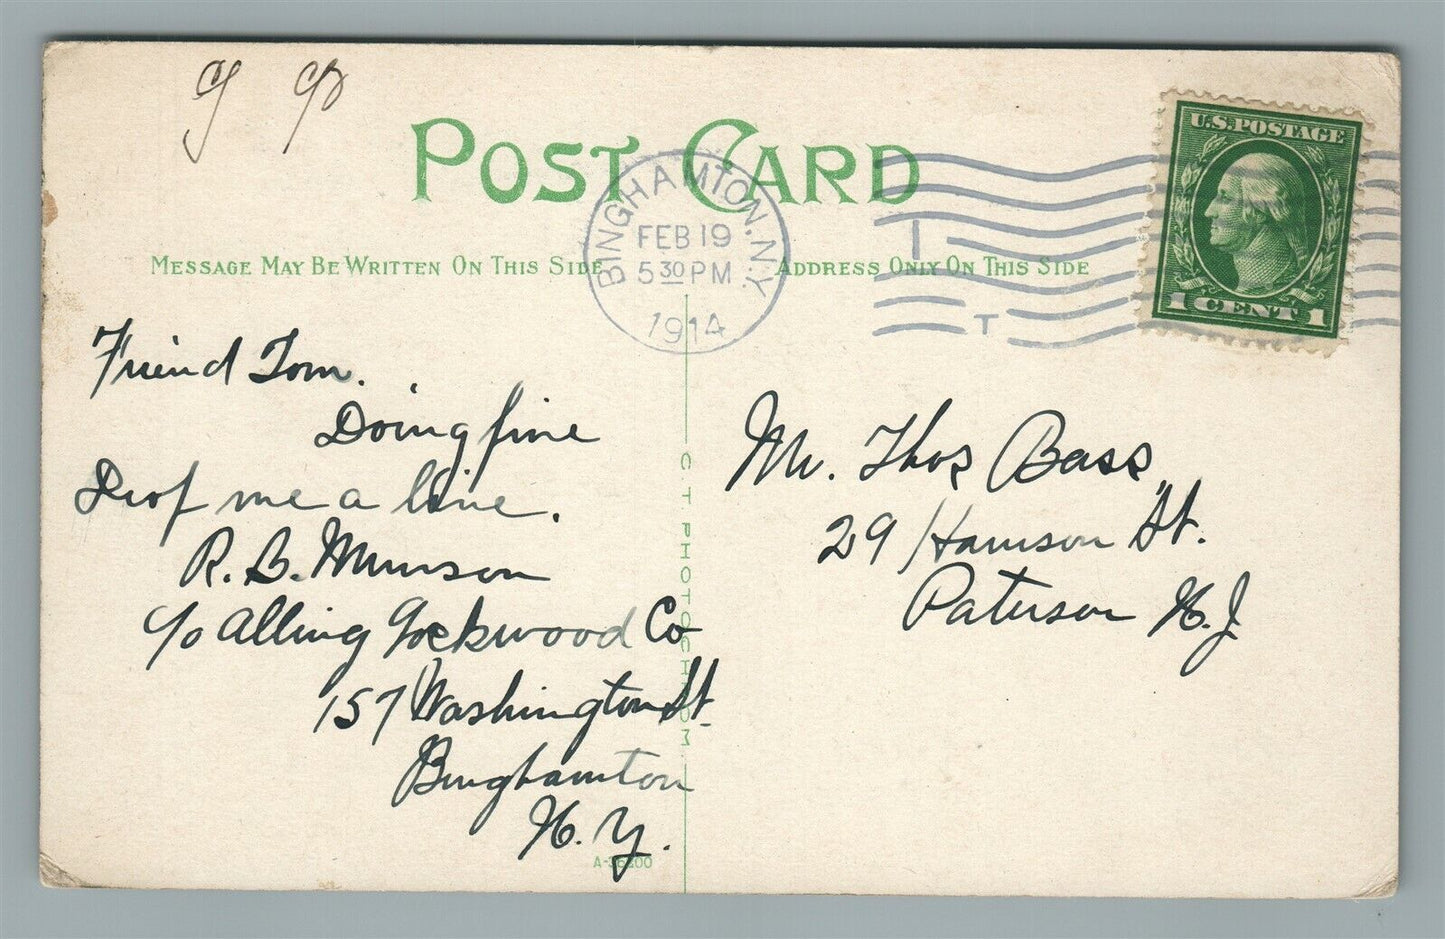 POST CARD
MESSAGE MAY BE WRITTEN ON THIS SIDE
ADDRESS ONLY ON THIS SIDE
BINGHAMTON, N.Y.
FEB 19
5 30 PM
1914
U.S. POSTAGE
1 CENT 1
Friend Tom.
Doing fine
Drop me a line.
R. B. Munson
c/o Alling Lockwood Co
157 Washington St.
Binghamton
N. Y.
Mr. Thos Bass
29 Harrison St.
Paterson N. J.
C. T. PHOTOCHROM